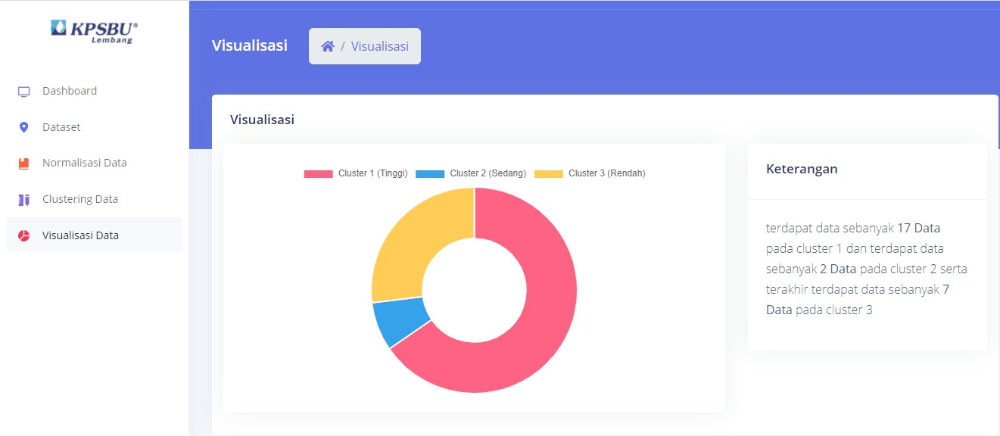 KPSBU®
Lembang
Dashboard
Dataset
Normalisasi Data
Clustering Data
Visualisasi Data
Visualisasi
/ Visualisasi
Visualisasi
Cluster 1 (Tinggi) Cluster 2 (Sedang) Cluster 3 (Rendah)
Keterangan
terdapat data sebanyak 17 Data
pada cluster 1 dan terdapat data
sebanyak 2 Data pada cluster 2 serta
terakhir terdapat data sebanyak 7
Data pada cluster 3